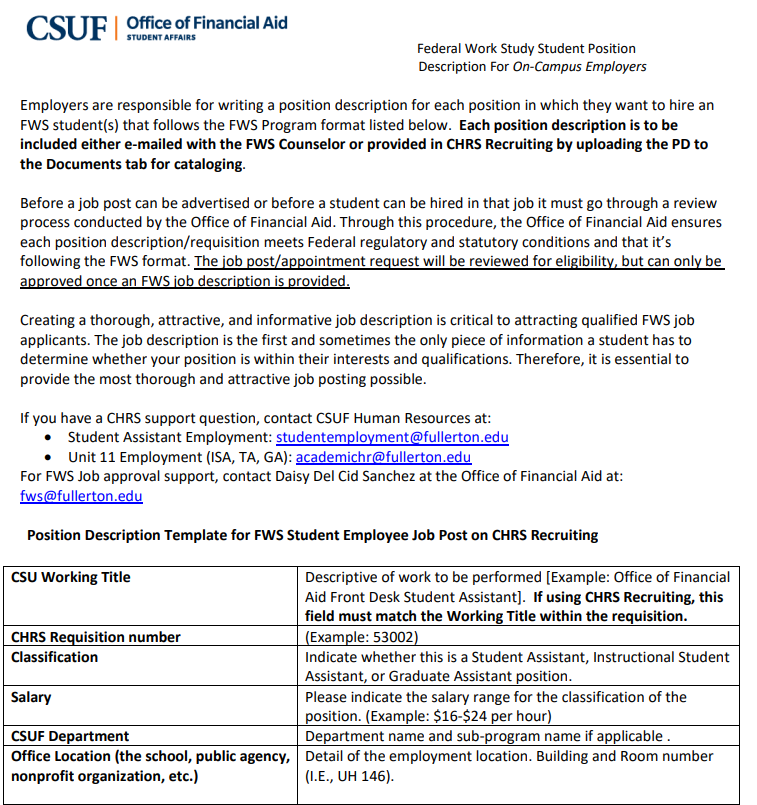 CSUF | Office of Financial Aid
STUDENT AFFAIRS
Federal Work Study Student Position
Description For On-Campus Employers
Employers are responsible for writing a position description for each position in which they want to hire an
FWS student(s) that follows the FWS Program format listed below. Each position description is to be
included either e-mailed with the FWS Counselor or provided in CHRS Recruiting by uploading the PD to
the Documents tab for cataloging.
Before a job post can be advertised or before a student can be hired in that job it must go through a review
process conducted by the Office of Financial Aid. Through this procedure, the Office of Financial Aid ensures
each position description/requisition meets Federal regulatory and statutory conditions and that it's
following the FWS format. The job post/appointment request will be reviewed for eligibility, but can only be
approved once an FWS job description is provided.
Creating a thorough, attractive, and informative job description is critical to attracting qualified FWS job
applicants. The job description is the first and sometimes the only piece of information a student has to
determine whether your position is within their interests and qualifications. Therefore, it is essential to
provide the most thorough and attractive job posting possible.
If you have a CHRS support question, contact CSUF Human Resources at:
• Student Assistant Employment: studentemployment@fullerton.edu
• Unit 11 Employment (ISA, TA, GA): academichr@fullerton.edu
For FWS Job approval support, contact Daisy Del Cid Sanchez at the Office of Financial Aid at:
fws@fullerton.edu
Position Description Template for FWS Student Employee Job Post on CHRS Recruiting
CSU Working Title
Descriptive of work to be performed [Example: Office of Financial
Aid Front Desk Student Assistant]. If using CHRS Recruiting, this
field must match the Working Title within the requisition.
CHRS Requisition number
(Example: 53002)
Classification
Indicate whether this is a Student Assistant, Instructional Student
Assistant, or Graduate Assistant position.
Salary
Please indicate the salary range for the classification of the
position. (Example: $16-$24 per hour)
CSUF Department
Department name and sub-program name if applicable .
Office Location (the school, public agency,
nonprofit organization, etc.)
Detail of the employment location. Building and Room number
(I.E., UH 146).